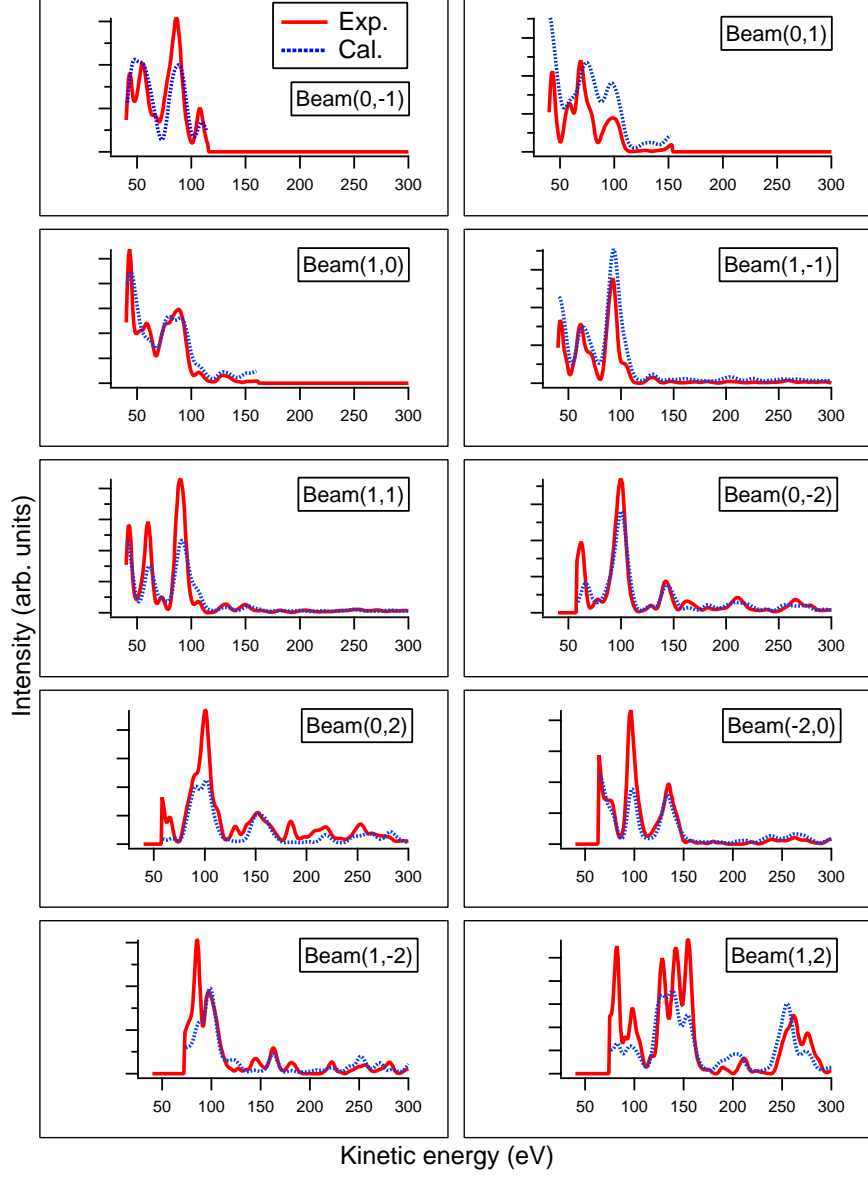 Exp.
Cal.
Beam(0,-1)
50 100 150 200 250 300
Beam(0,1)
50 100 150 200 250 300
Beam(1,0)
50 100 150 200 250 300
Beam(1,-1)
50 100 150 200 250 300
Beam(1,1)
50 100 150 200 250 300
Beam(0,-2)
50 100 150 200 250 300
Beam(0,2)
50 100 150 200 250 300
Beam(-2,0)
50 100 150 200 250 300
Beam(1,-2)
50 100 150 200 250 300
Beam(1,2)
50 100 150 200 250 300
Intensity (arb. units)
Kinetic energy (eV)